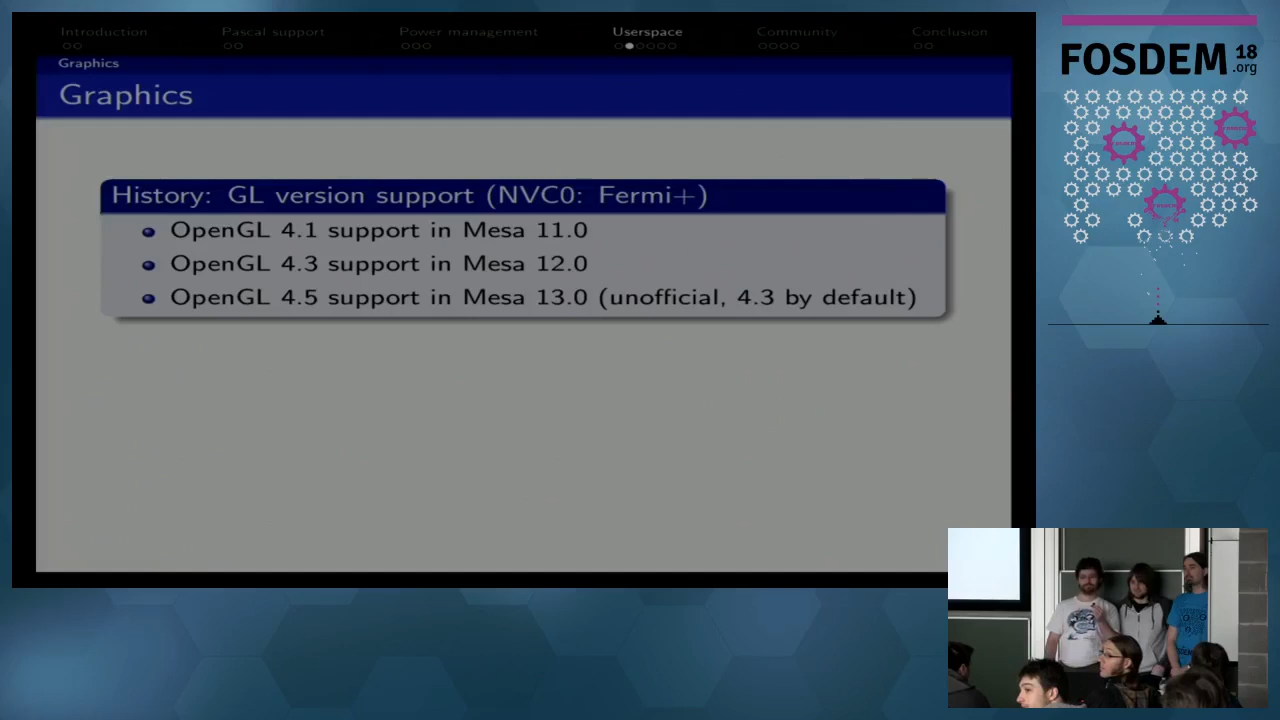 Introduction Pascal support Power management Userspace Community Conclusion
Graphics
Graphics
History: GL version support (NVC0: Fermi+)
OpenGL 4.1 support in Mesa 11.0
OpenGL 4.3 support in Mesa 12.0
OpenGL 4.5 support in Mesa 13.0 (unofficial, 4.3 by default)
FOSDEM 18
.org